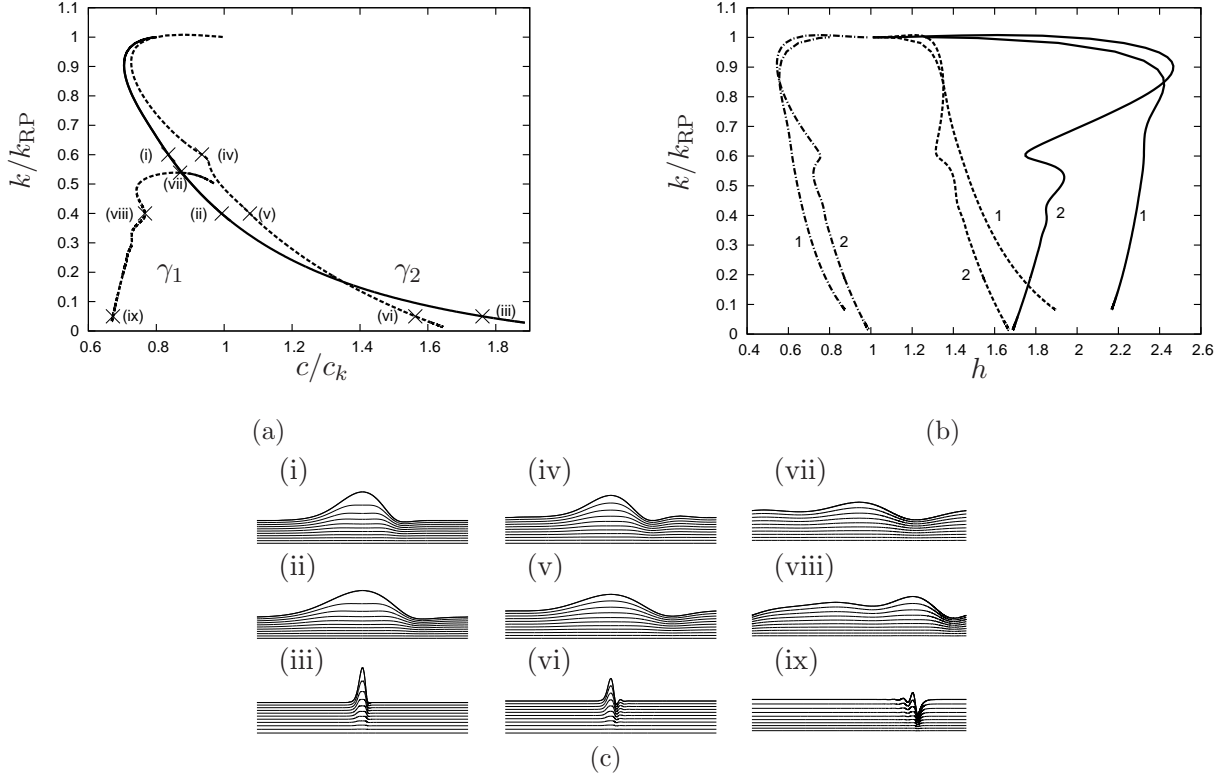 1.1
1
0.9
0.8
0.7
0.6
0.5
0.4
0.3
0.2
0.1
0
k/k_RP
0.6 0.8 1 1.2 1.4 1.6 1.8
c/c_k
(i)
(iv)
(vii)
(viii)
(ii)
(v)
γ_1
γ_2
(ix)
(vi)
(iii)
(a)
1.1
1
0.9
0.8
0.7
0.6
0.5
0.4
0.3
0.2
0.1
0
k/k_RP
0.4 0.6 0.8 1 1.2 1.4 1.6 1.8 2 2.2 2.4 2.6
h
1
2
2
1
2
1
(b)
(i) (iv) (vii)
(ii) (v) (viii)
(iii) (vi) (ix)
(c)